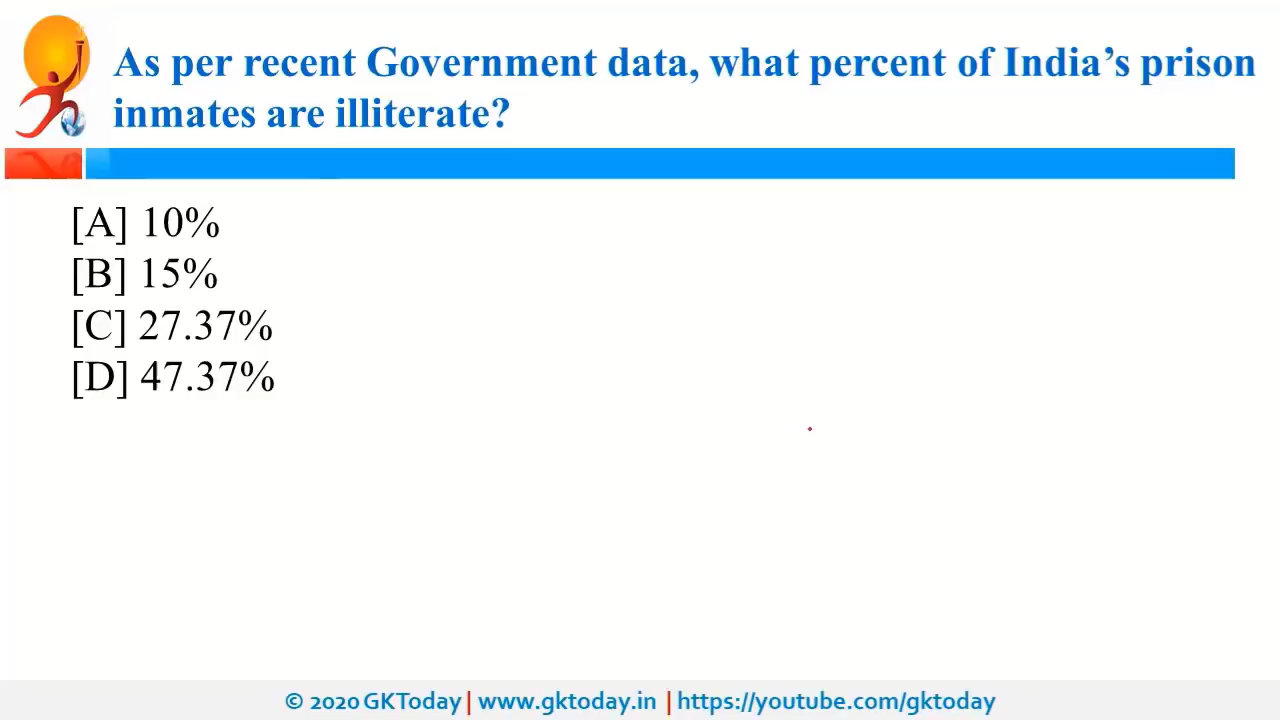 As per recent Government data, what percent of India’s prison
inmates are illiterate?
[A] 10%
[B] 15%
[C] 27.37%
[D] 47.37%
© 2020 GKToday | www.gktoday.in | https://youtube.com/gktoday